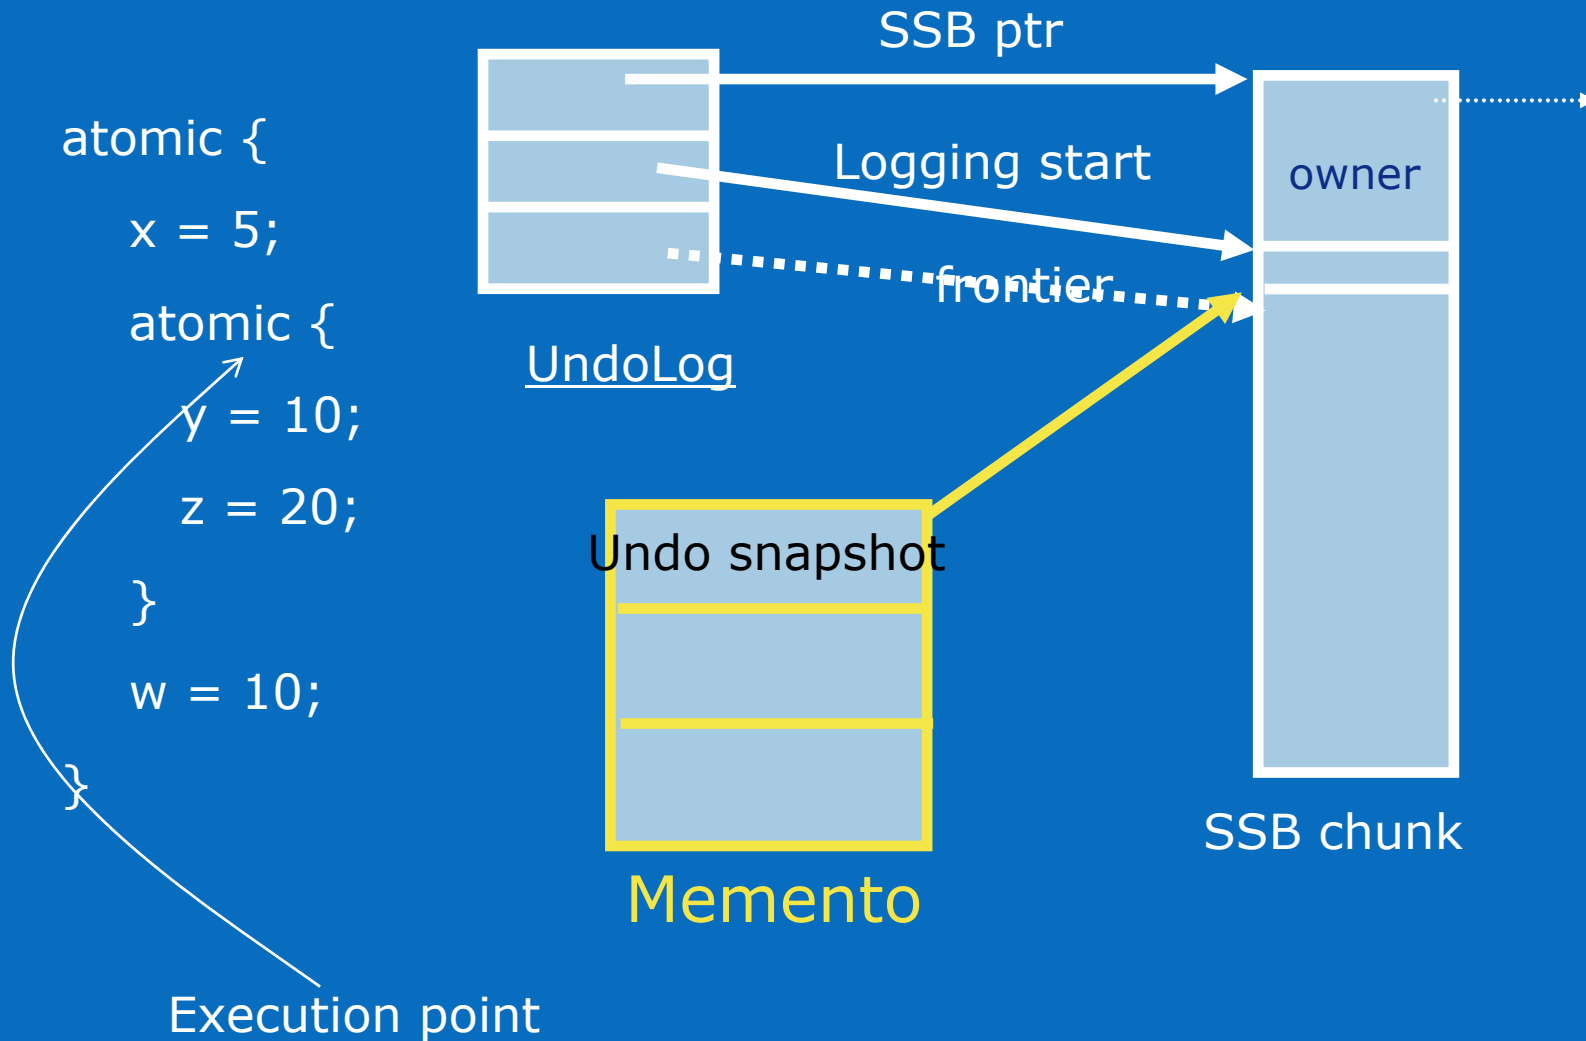 SSB ptr
atomic {
Logging start
owner
x = 5;
frontier
atomic {
UndoLog
y = 10;
z = 20;
Undo snapshot
}
w = 10;
}
SSB chunk
Memento
Execution point